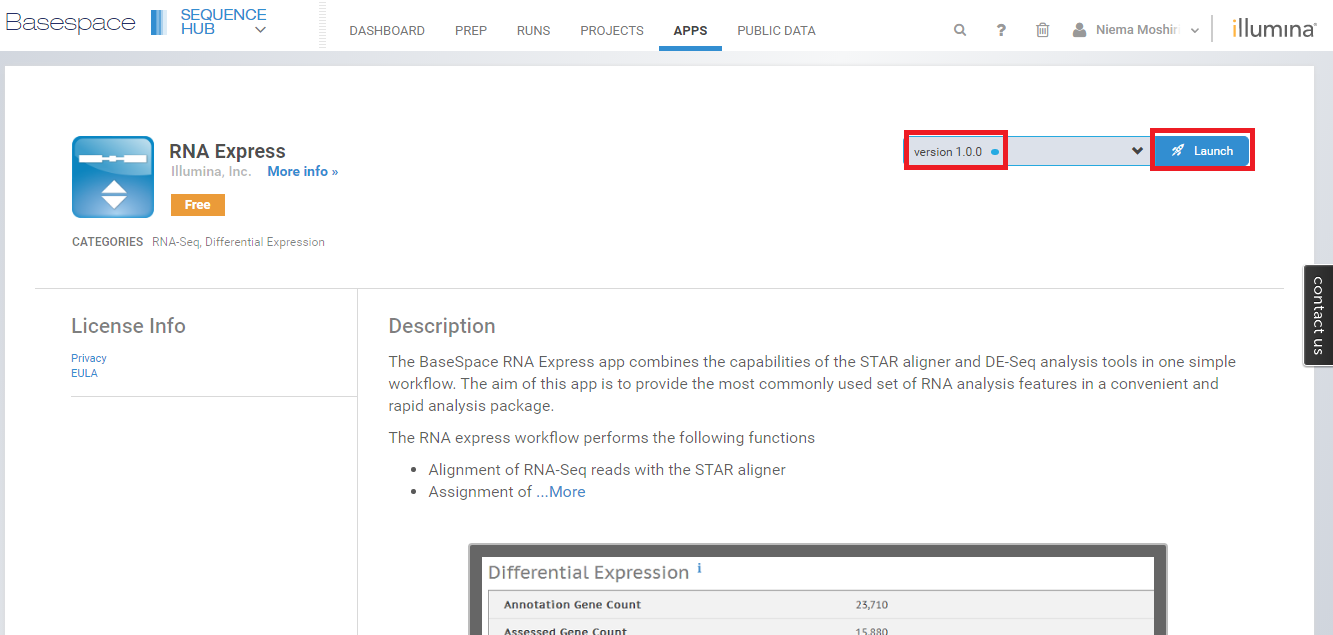 Basespace SEQUENCE HUB DASHBOARD PREP RUNS PROJECTS APPS PUBLIC DATA ? Niema Moshiri illumina®
RNA Express
Illumina, Inc. More info »
Free
CATEGORIES RNA-Seq, Differential Expression
version 1.0.0 Launch
contact us
License Info
Privacy
EULA
Description
The BaseSpace RNA Express app combines the capabilities of the STAR aligner and DE-Seq analysis tools in one simple
workflow. The aim of this app is to provide the most commonly used set of RNA analysis features in a convenient and
rapid analysis package.
The RNA express workflow performs the following functions
• Alignment of RNA-Seq reads with the STAR aligner
• Assignment of ...More
Differential Expression i
Annotation Gene Count 23,710
Assessed Gene Count 15,880